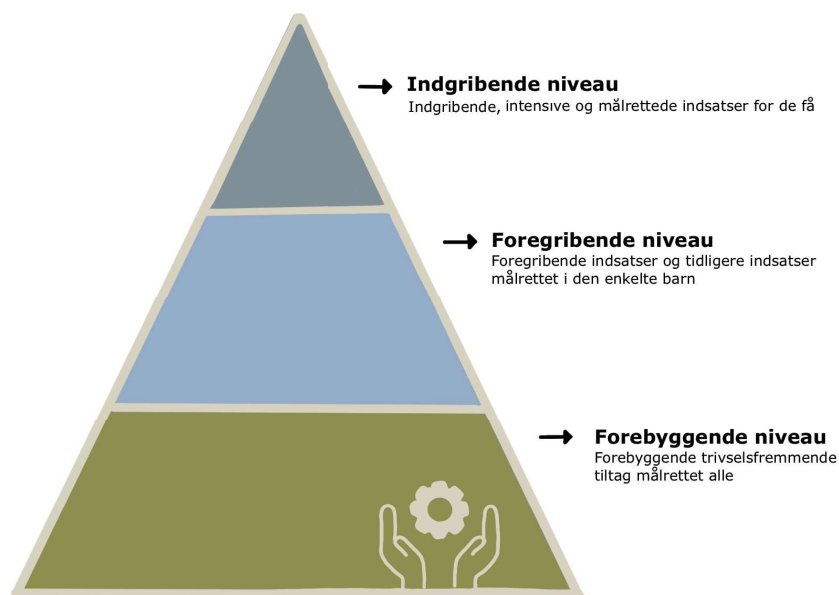 Indgribende niveau
Indgribende, intensive og målrettede indsatser for de få
Foregribende niveau
Foregribende indsatser og tidligere indsatser
målrettet i den enkelte barn
Forebyggende niveau
Forebyggende trivselsfremmende
tiltag målrettet alle